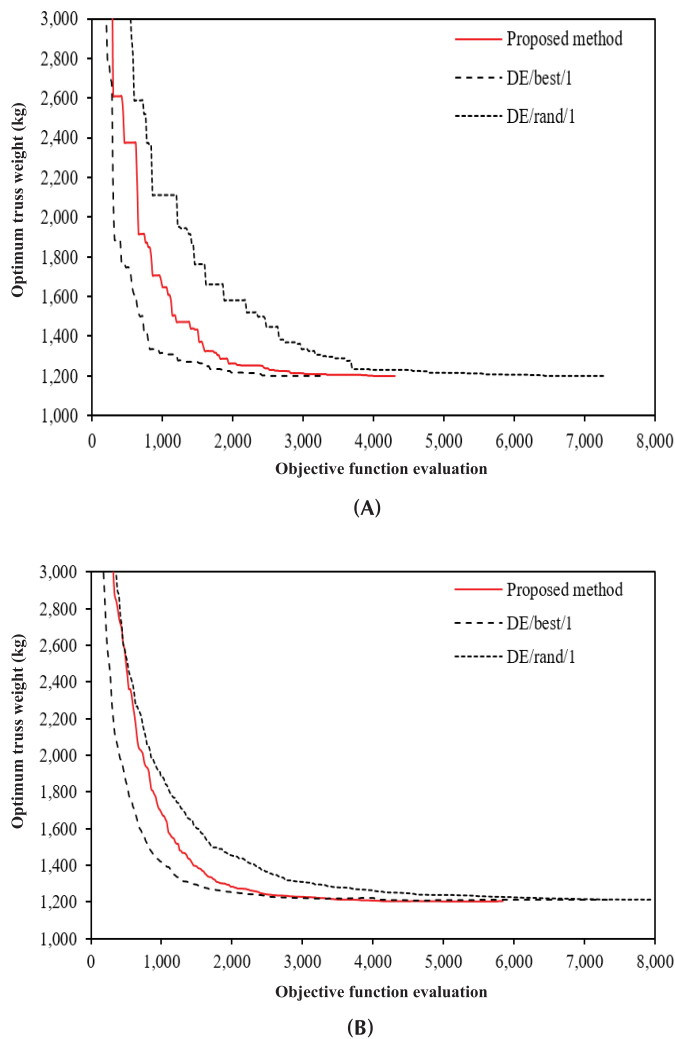 3,000
2,800
2,600
2,400
2,200
2,000
1,800
1,600
1,400
1,200
1,000
Optimum truss weight (kg)
Proposed method
DE/best/1
DE/rand/1
0 1,000 2,000 3,000 4,000 5,000 6,000 7,000 8,000
Objective function evaluation
(A)
3,000
2,800
2,600
2,400
2,200
2,000
1,800
1,600
1,400
1,200
1,000
Optimum truss weight (kg)
Proposed method
DE/best/1
DE/rand/1
0 1,000 2,000 3,000 4,000 5,000 6,000 7,000 8,000
Objective function evaluation
(B)